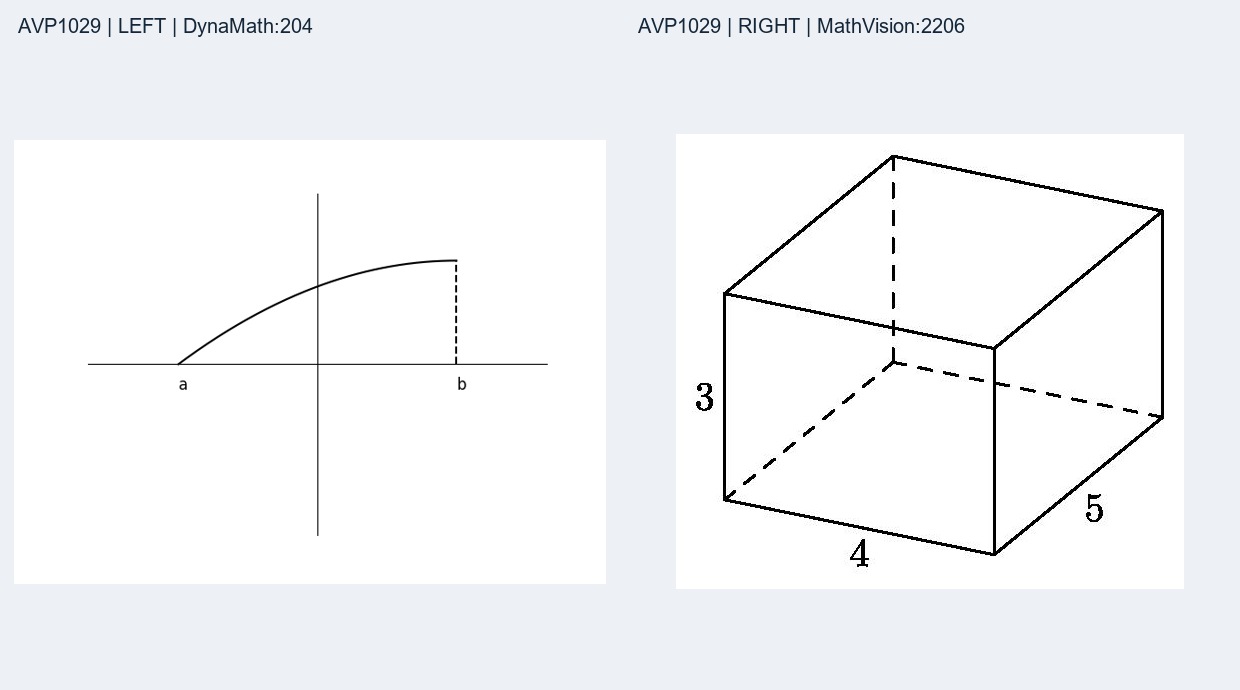 AVP1029 | LEFT | DynaMath:204
AVP1029 | RIGHT | MathVision:2206
a
b
3
4
5